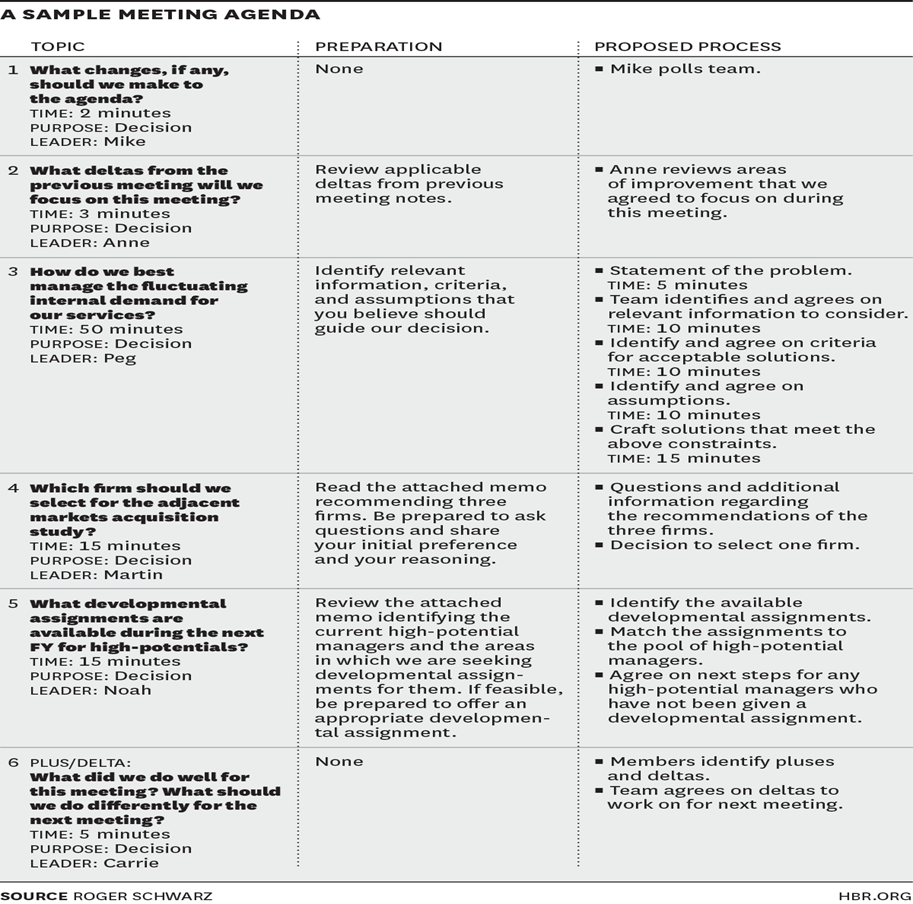 A SAMPLE MEETING AGENDA
TOPIC
PREPARATION
PROPOSED PROCESS
1 What changes, if any,
should we make to
the agenda?
TIME: 2 minutes
PURPOSE: Decision
LEADER: Mike
None
▪ Mike polls team.
2 What deltas from the
previous meeting will we
focus on this meeting?
TIME: 3 minutes
PURPOSE: Decision
LEADER: Anne
Review applicable
deltas from previous
meeting notes.
▪ Anne reviews areas
of improvement that we
agreed to focus on during
this meeting.
3 How do we best
manage the fluctuating
internal demand for
our services?
TIME: 50 minutes
PURPOSE: Decision
LEADER: Peg
Identify relevant
information, criteria,
and assumptions that
you believe should
guide our decision.
▪ Statement of the problem.
TIME: 5 minutes
▪ Team identifies and agrees on
relevant information to consider.
TIME: 10 minutes
▪ Identify and agree on criteria
for acceptable solutions.
TIME: 10 minutes
▪ Identify and agree on
assumptions.
TIME: 10 minutes
▪ Craft solutions that meet the
above constraints.
TIME: 15 minutes
4 Which firm should we
select for the adjacent
markets acquisition
study?
TIME: 15 minutes
PURPOSE: Decision
LEADER: Martin
Read the attached memo
recommending three
firms. Be prepared to ask
questions and share
your initial preference
and your reasoning.
▪ Questions and additional
information regarding
the recommendations of the
three firms.
▪ Decision to select one firm.
5 What developmental
assignments are
available during the next
FY for high-potentials?
TIME: 15 minutes
PURPOSE: Decision
LEADER: Noah
Review the attached
memo identifying the
current high-potential
managers and the areas
in which we are seeking
developmental assign-
ments for them. If feasible,
be prepared to offer an
appropriate developmen-
tal assignment.
▪ Identify the available
developmental assignments.
▪ Match the assignments to
the pool of high-potential
managers.
▪ Agree on next steps for any
high-potential managers who
have not been given a
developmental assignment.
6 PLUS/DELTA:
What did we do well for
this meeting? What should
we do differently for the
next meeting?
TIME: 5 minutes
PURPOSE: Decision
LEADER: Carrie
None
▪ Members identify pluses
and deltas.
▪ Team agrees on deltas to
work on for next meeting.
SOURCE ROGER SCHWARZ
HBR.ORG